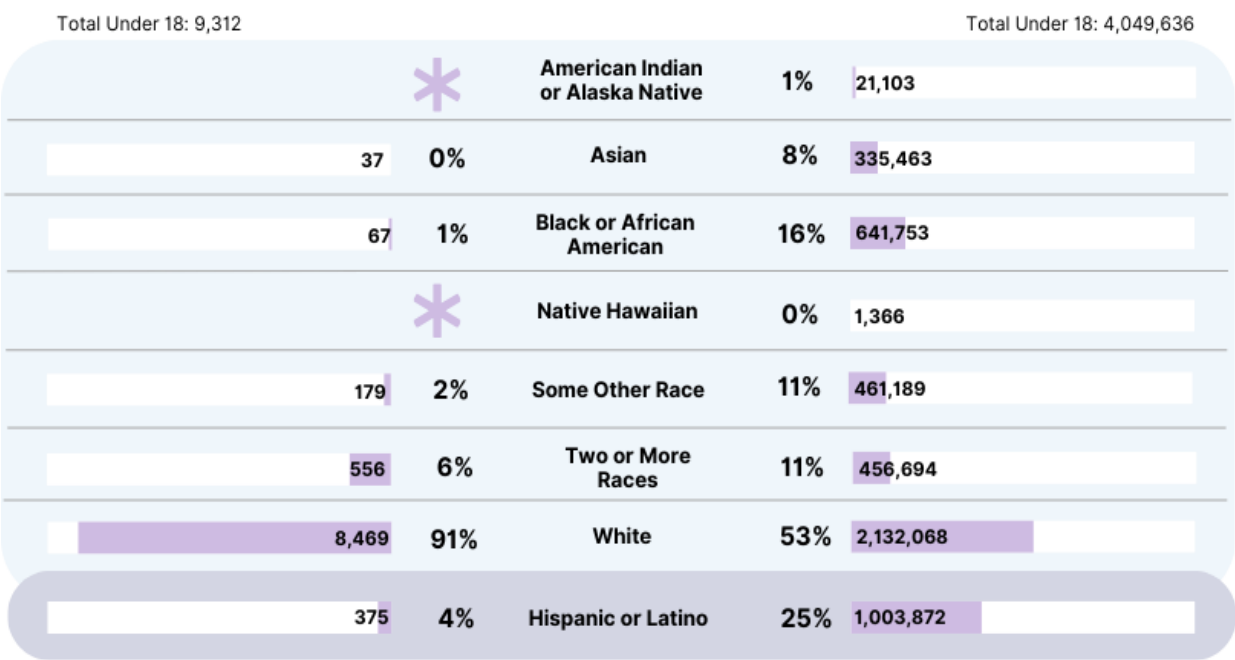 Total Under 18: 9,312
Total Under 18: 4,049,636
American Indian
or Alaska Native
1%
21,103
37
0%
Asian
8%
335,463
67
1%
Black or African
American
16%
641,753
Native Hawaiian
0%
1,366
179
2%
Some Other Race
11%
461,189
556
6%
Two or More
Races
11%
456,694
8,469
91%
White
53%
2,132,068
375
4%
Hispanic or Latino
25%
1,003,872